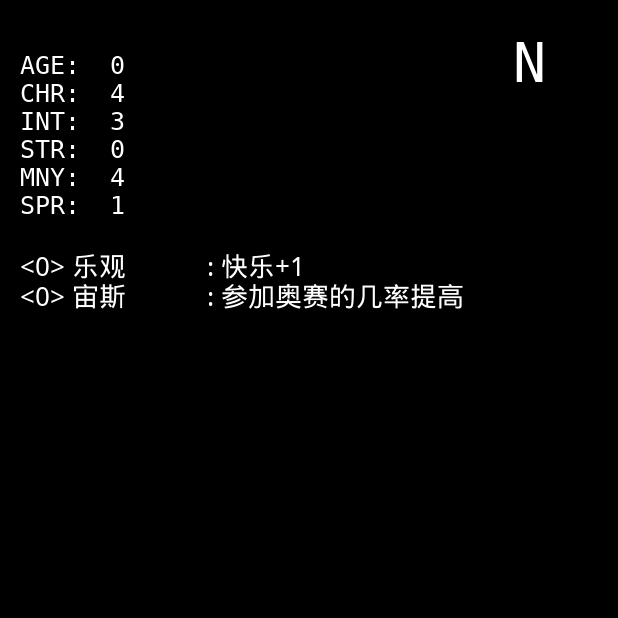 N
AGE: 0
CHR: 4
INT: 3
STR: 0
MNY: 4
SPR: 1
<O> 乐观 : 快乐+1
<O> 宙斯 : 参加奥赛的几率提高